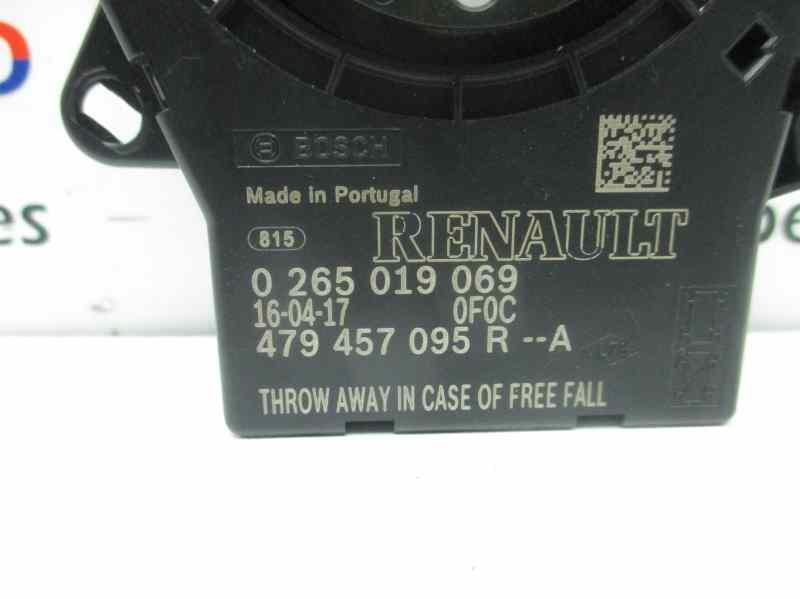 BOSCH
Made in Portugal
815
RENAULT
0 265 019 069
16-04-17 0F0C
479 457 095 R --A
THROW AWAY IN CASE OF FREE FALL